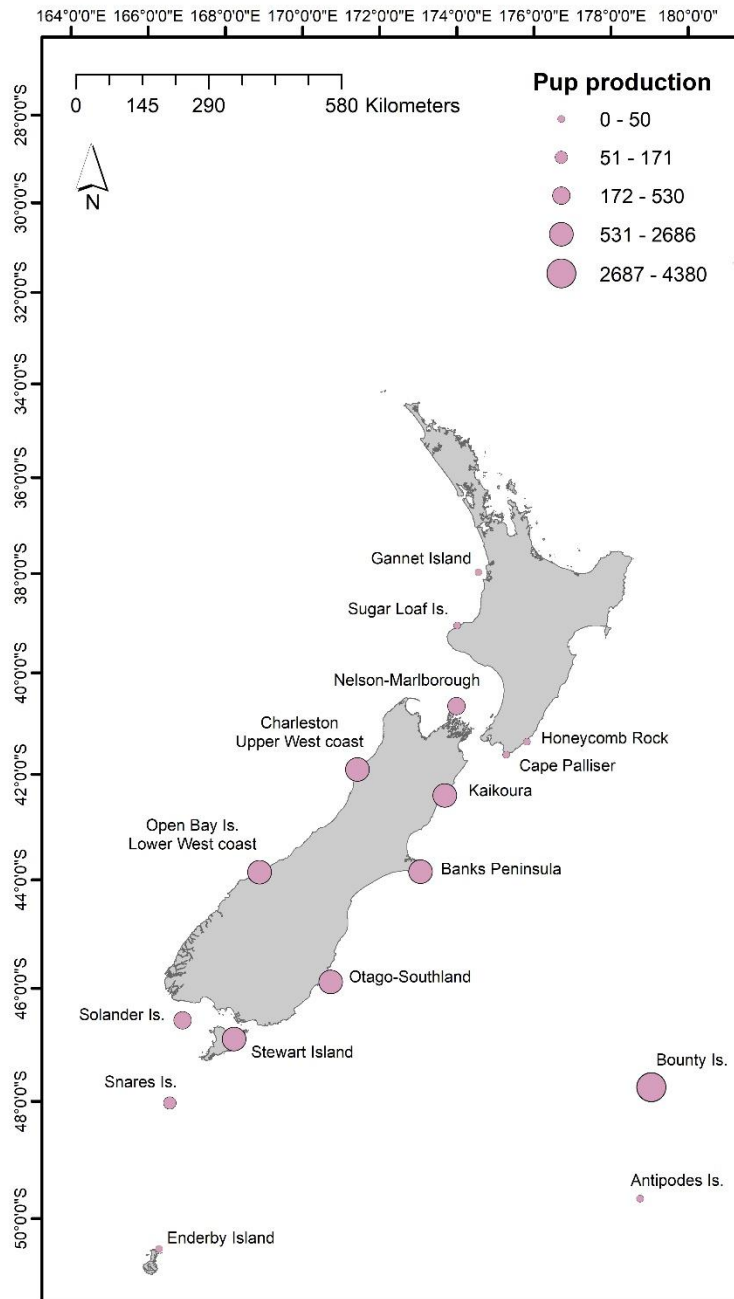 164°0'0"E 166°0'0"E 168°0'0"E 170°0'0"E 172°0'0"E 174°0'0"E 176°0'0"E 178°0'0"E 180°0'0"
0 145 290 580 Kilometers
N
Pup production
0 - 50
51 - 171
172 - 530
531 - 2686
2687 - 4380
28°0'0"S
30°0'0"S
32°0'0"S
34°0'0"S
36°0'0"S
38°0'0"S
40°0'0"S
42°0'0"S
44°0'0"S
46°0'0"S
48°0'0"S
50°0'0"S
Gannet Island
Sugar Loaf Is.
Nelson-Marlborough
Charleston
Upper West coast
Honeycomb Rock
Cape Palliser
Kaikoura
Open Bay Is.
Lower West coast
Banks Peninsula
Otago-Southland
Solander Is.
Stewart Island
Bounty Is.
Snares Is.
Antipodes Is.
Enderby Island